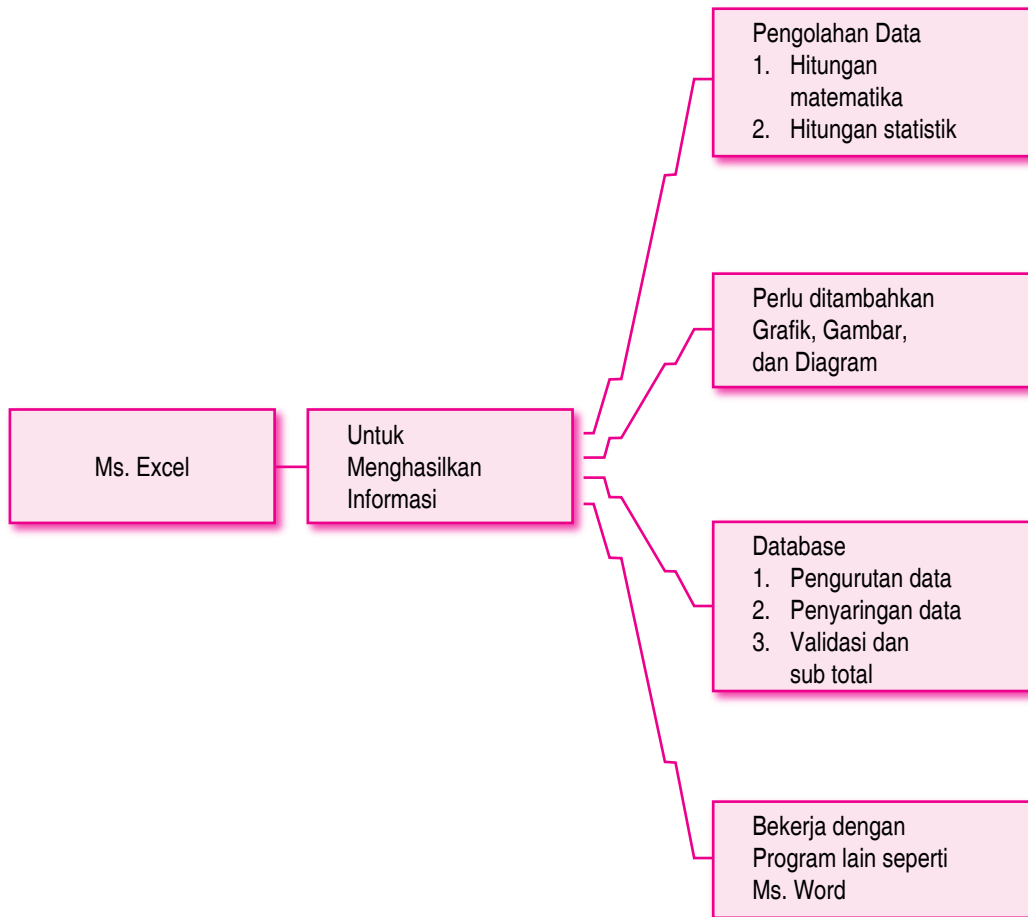 Pengolahan Data
1. Hitungan
matematika
2. Hitungan statistik
Perlu ditambahkan
Grafik, Gambar,
dan Diagram
Ms. Excel
Untuk
Menghasilkan
Informasi
Database
1. Pengurutan data
2. Penyaringan data
3. Validasi dan
sub total
Bekerja dengan
Program lain seperti
Ms. Word